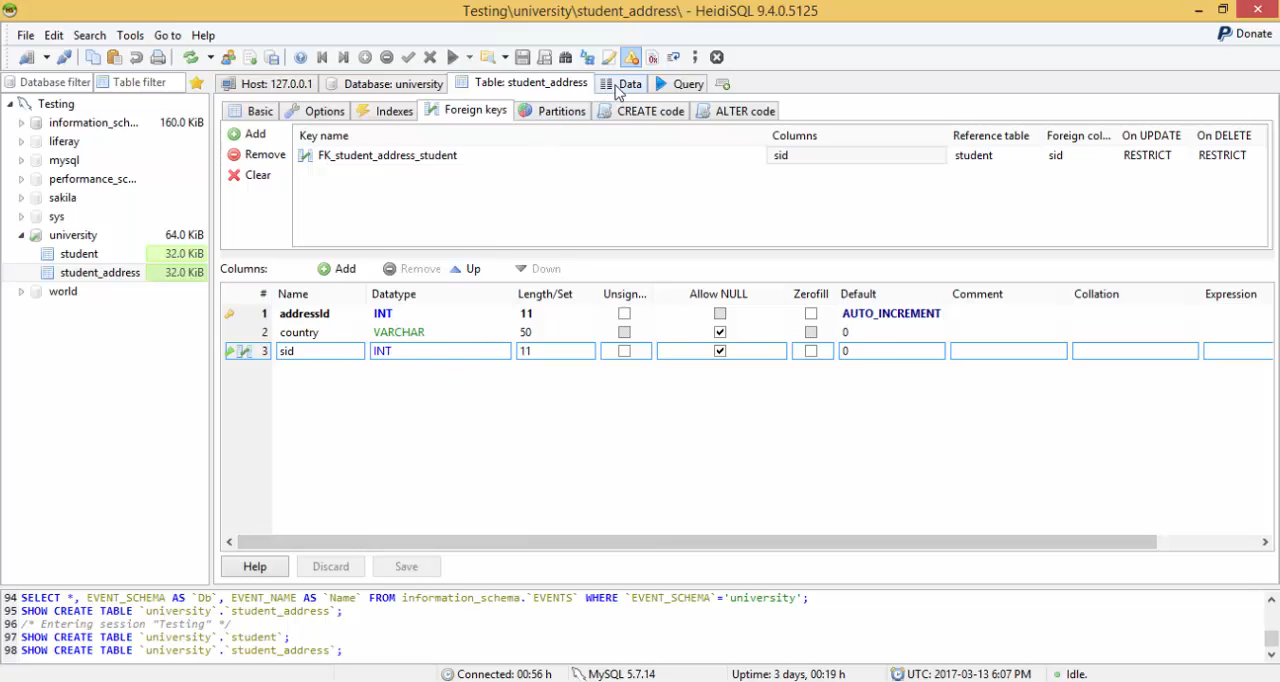 Testing\university\student_address\ - HeidiSQL 9.4.0.5125
File Edit Search Tools Go to Help
Donate
Database filter Table filter Host: 127.0.0.1 Database: university Table: student_address Data Query
Testing
information_sch... 160.0 KiB
liferay
mysql
performance_sc...
sakila
sys
university 64.0 KiB
student 32.0 KiB
student_address 32.0 KiB
world
Basic Options Indexes Foreign keys Partitions CREATE code ALTER code
Add
Remove
Clear
Key name Columns Reference table Foreign col... On UPDATE On DELETE
FK_student_address_student sid student sid RESTRICT RESTRICT
Columns: Add Remove Up Down
# Name Datatype Length/Set Unsign... Allow NULL Zerofill Default Comment Collation Expression
1 addressId INT 11 AUTO_INCREMENT
2 country VARCHAR 50 0
3 sid INT 11 0
Help Discard Save
94 SELECT *, EVENT_SCHEMA AS `Db`, EVENT_NAME AS `Name` FROM information_schema.`EVENTS` WHERE `EVENT_SCHEMA`='university';
95 SHOW CREATE TABLE `university`.`student_address`;
96 /* Entering session "Testing" */
97 SHOW CREATE TABLE `university`.`student`;
98 SHOW CREATE TABLE `university`.`student_address`;
Connected: 00:56 h MySQL 5.7.14 Uptime: 3 days, 00:19 h UTC: 2017-03-13 6:07 PM Idle.